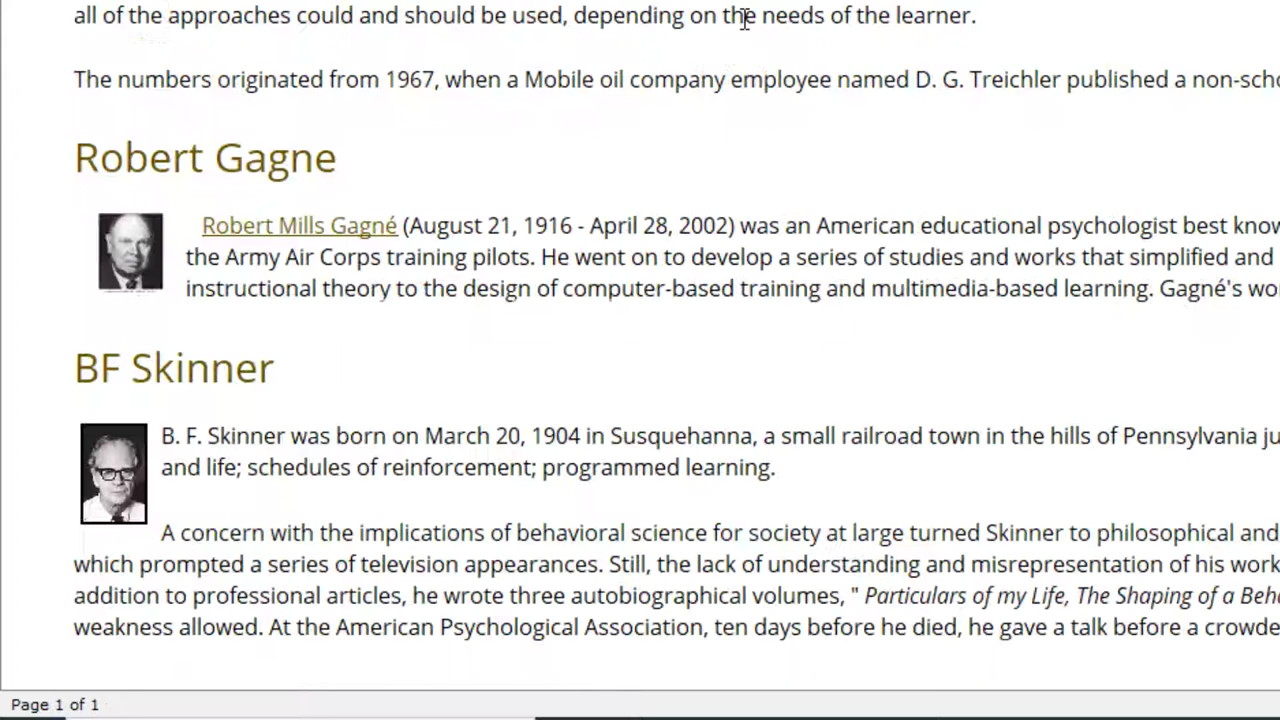 all of the approaches could and should be used, depending on the needs of the learner.
The numbers originated from 1967, when a Mobile oil company employee named D. G. Treichler published a non-scho
Robert Gagne
Robert Mills Gagné (August 21, 1916 - April 28, 2002) was an American educational psychologist best know
the Army Air Corps training pilots. He went on to develop a series of studies and works that simplified and
instructional theory to the design of computer-based training and multimedia-based learning. Gagné's wo
BF Skinner
B. F. Skinner was born on March 20, 1904 in Susquehanna, a small railroad town in the hills of Pennsylvania ju
and life; schedules of reinforcement; programmed learning.
A concern with the implications of behavioral science for society at large turned Skinner to philosophical and
which prompted a series of television appearances. Still, the lack of understanding and misrepresentation of his work
addition to professional articles, he wrote three autobiographical volumes, " Particulars of my Life, The Shaping of a Beha
weakness allowed. At the American Psychological Association, ten days before he died, he gave a talk before a crowde
Page 1 of 1